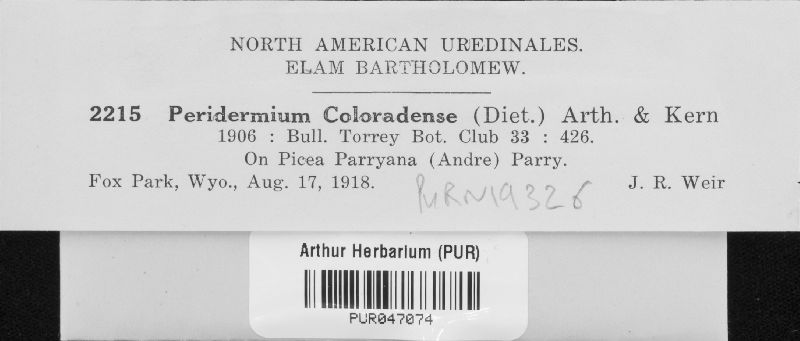 NORTH AMERICAN UREDINALES.
ELAM BARTHOLOMEW.
2215 Peridermium Coloradense (Diet.) Arth. & Kern
1906 : Bull. Torrey Bot. Club 33 : 426.
On Picea Parryana (Andre) Parry.
Fox Park, Wyo., Aug. 17, 1918. J. R. Weir
PURN19326
Arthur Herbarium (PUR)
PUR047074